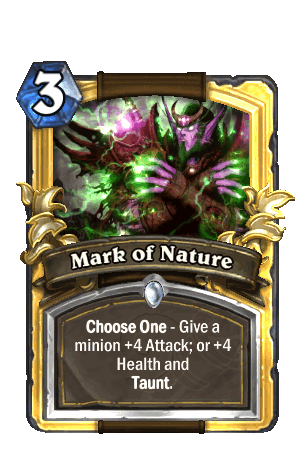 3
Mark of Nature
Choose One - Give a
minion +4 Attack; or +4
Health and
Taunt.